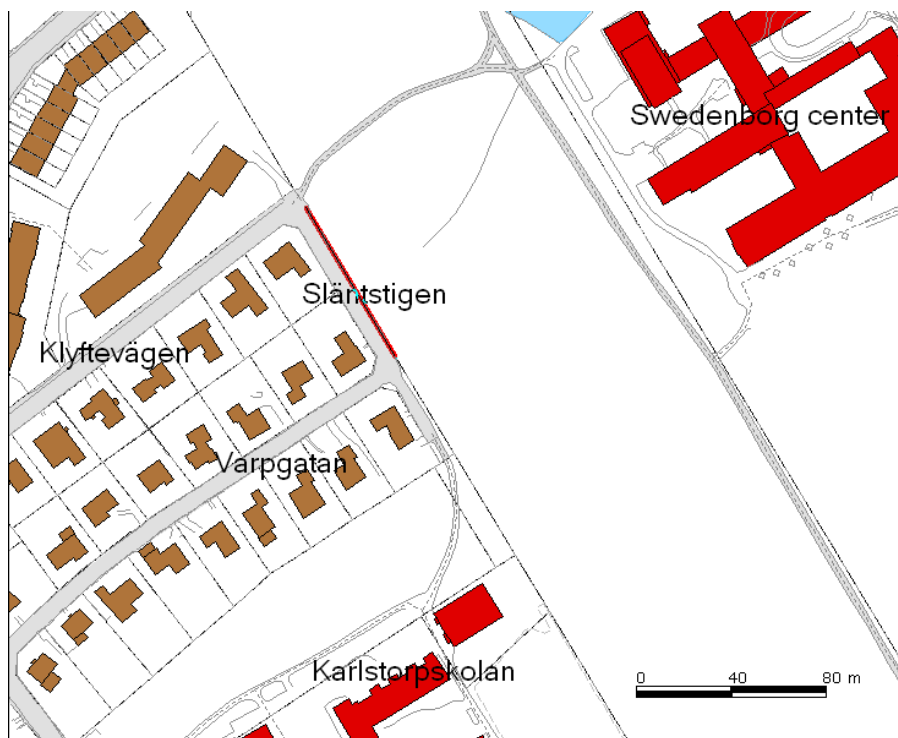 Swedenborg center
Släntstigen
Klyftevägen
Varpgatan
Karlstorpskolan
0 40 80 m